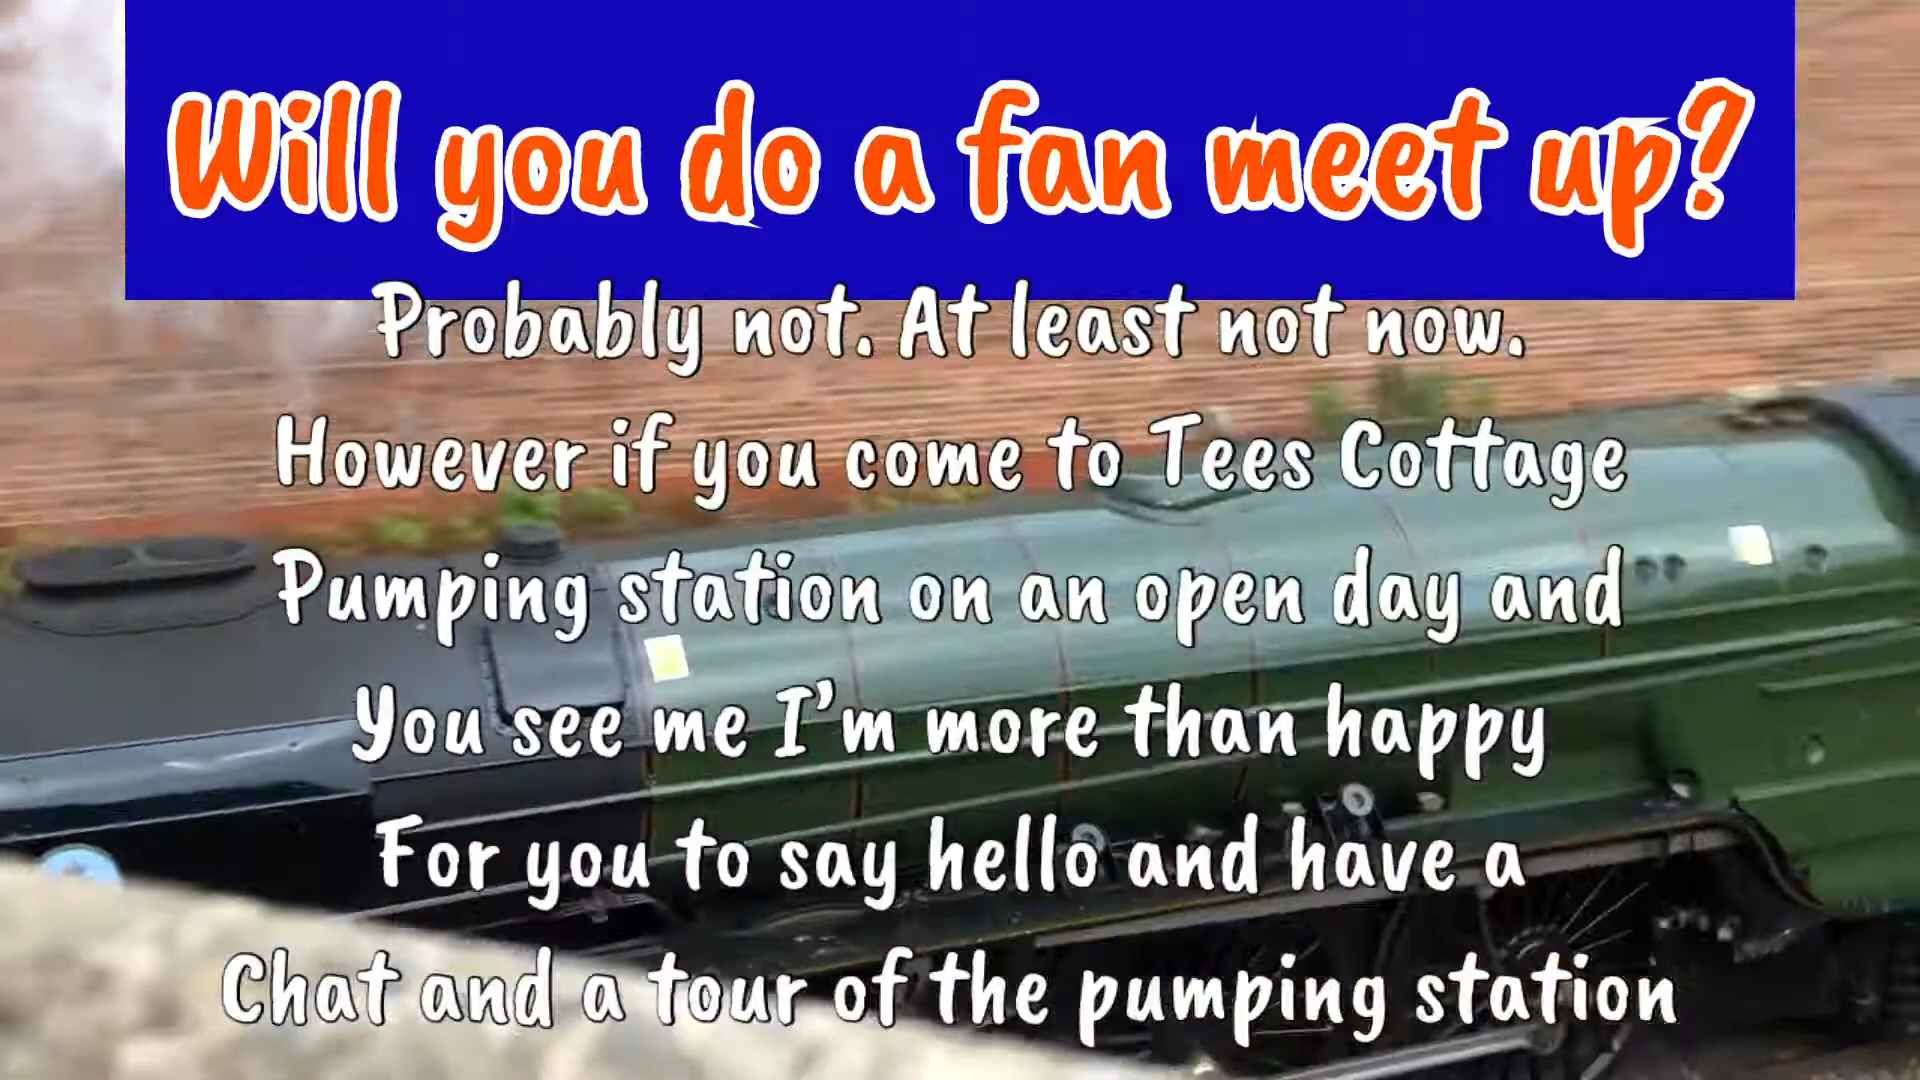 Will you do a fan meet up?
Probably not. At least not now.
However if you come to Tees Cottage
Pumping station on an open day and
You see me I'm more than happy
For you to say hello and have a
Chat and a tour of the pumping station